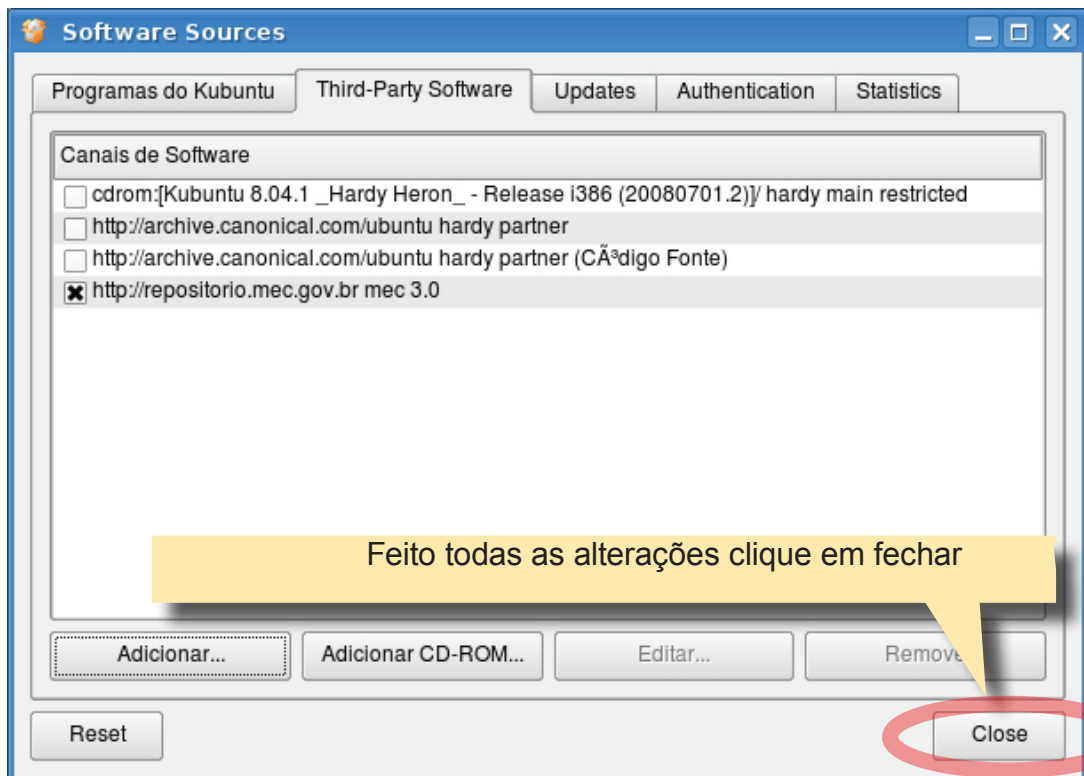 Software Sources
Programas do Kubuntu Third-Party Software Updates Authentication Statistics
Canais de Software
cdrom:[Kubuntu 8.04.1 _Hardy Heron_ - Release i386 (20080701.2)]/ hardy main restricted
http://archive.canonical.com/ubuntu hardy partner
http://archive.canonical.com/ubuntu hardy partner (CÃ³digo Fonte)
http://repositorio.mec.gov.br mec 3.0
Feito todas as alterações clique em fechar
Adicionar... Adicionar CD-ROM... Editar...
Reset Close